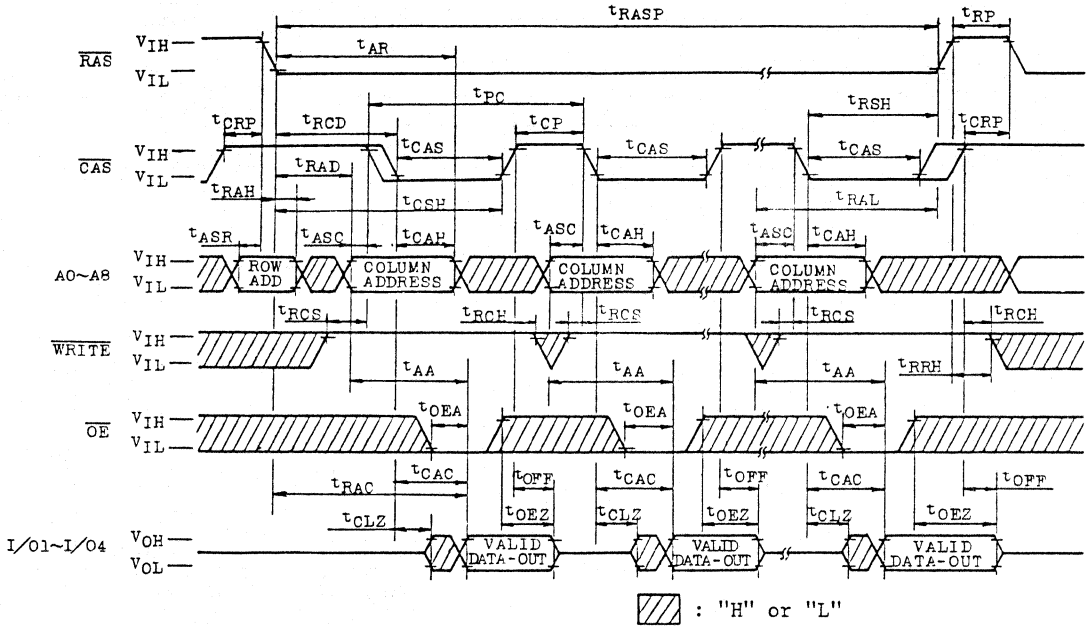 tRASP
tRP
tAR
RAS
VIH
VIL
tPC
tRSH
tCRP
tRCD
tCP
tCRP
CAS
VIH
VIL
tCAS
tCAS
tCAS
tRAD
tRAH
tCSH
tRAL
tASR
tASC
tCAH
tASC
tCAH
tASC
tCAH
A0~A8
VIH
VIL
ROW ADD
COLUMN ADDRESS
COLUMN ADDRESS
COLUMN ADDRESS
tRCS
tRCH
tRCS
tRCS
tRCH
WRITE
VIH
VIL
tRRH
tAA
tAA
tAA
OE
VIH
VIL
tOEA
tOEA
tOEA
tCAC
tOFF
tCAC
tOFF
tCAC
tOFF
tRAC
tCLZ
tOEZ
tCLZ
tOEZ
tCLZ
tOEZ
I/O1~I/O4
VOH
VOL
VALID DATA-OUT
VALID DATA-OUT
VALID DATA-OUT
: "H" or "L"